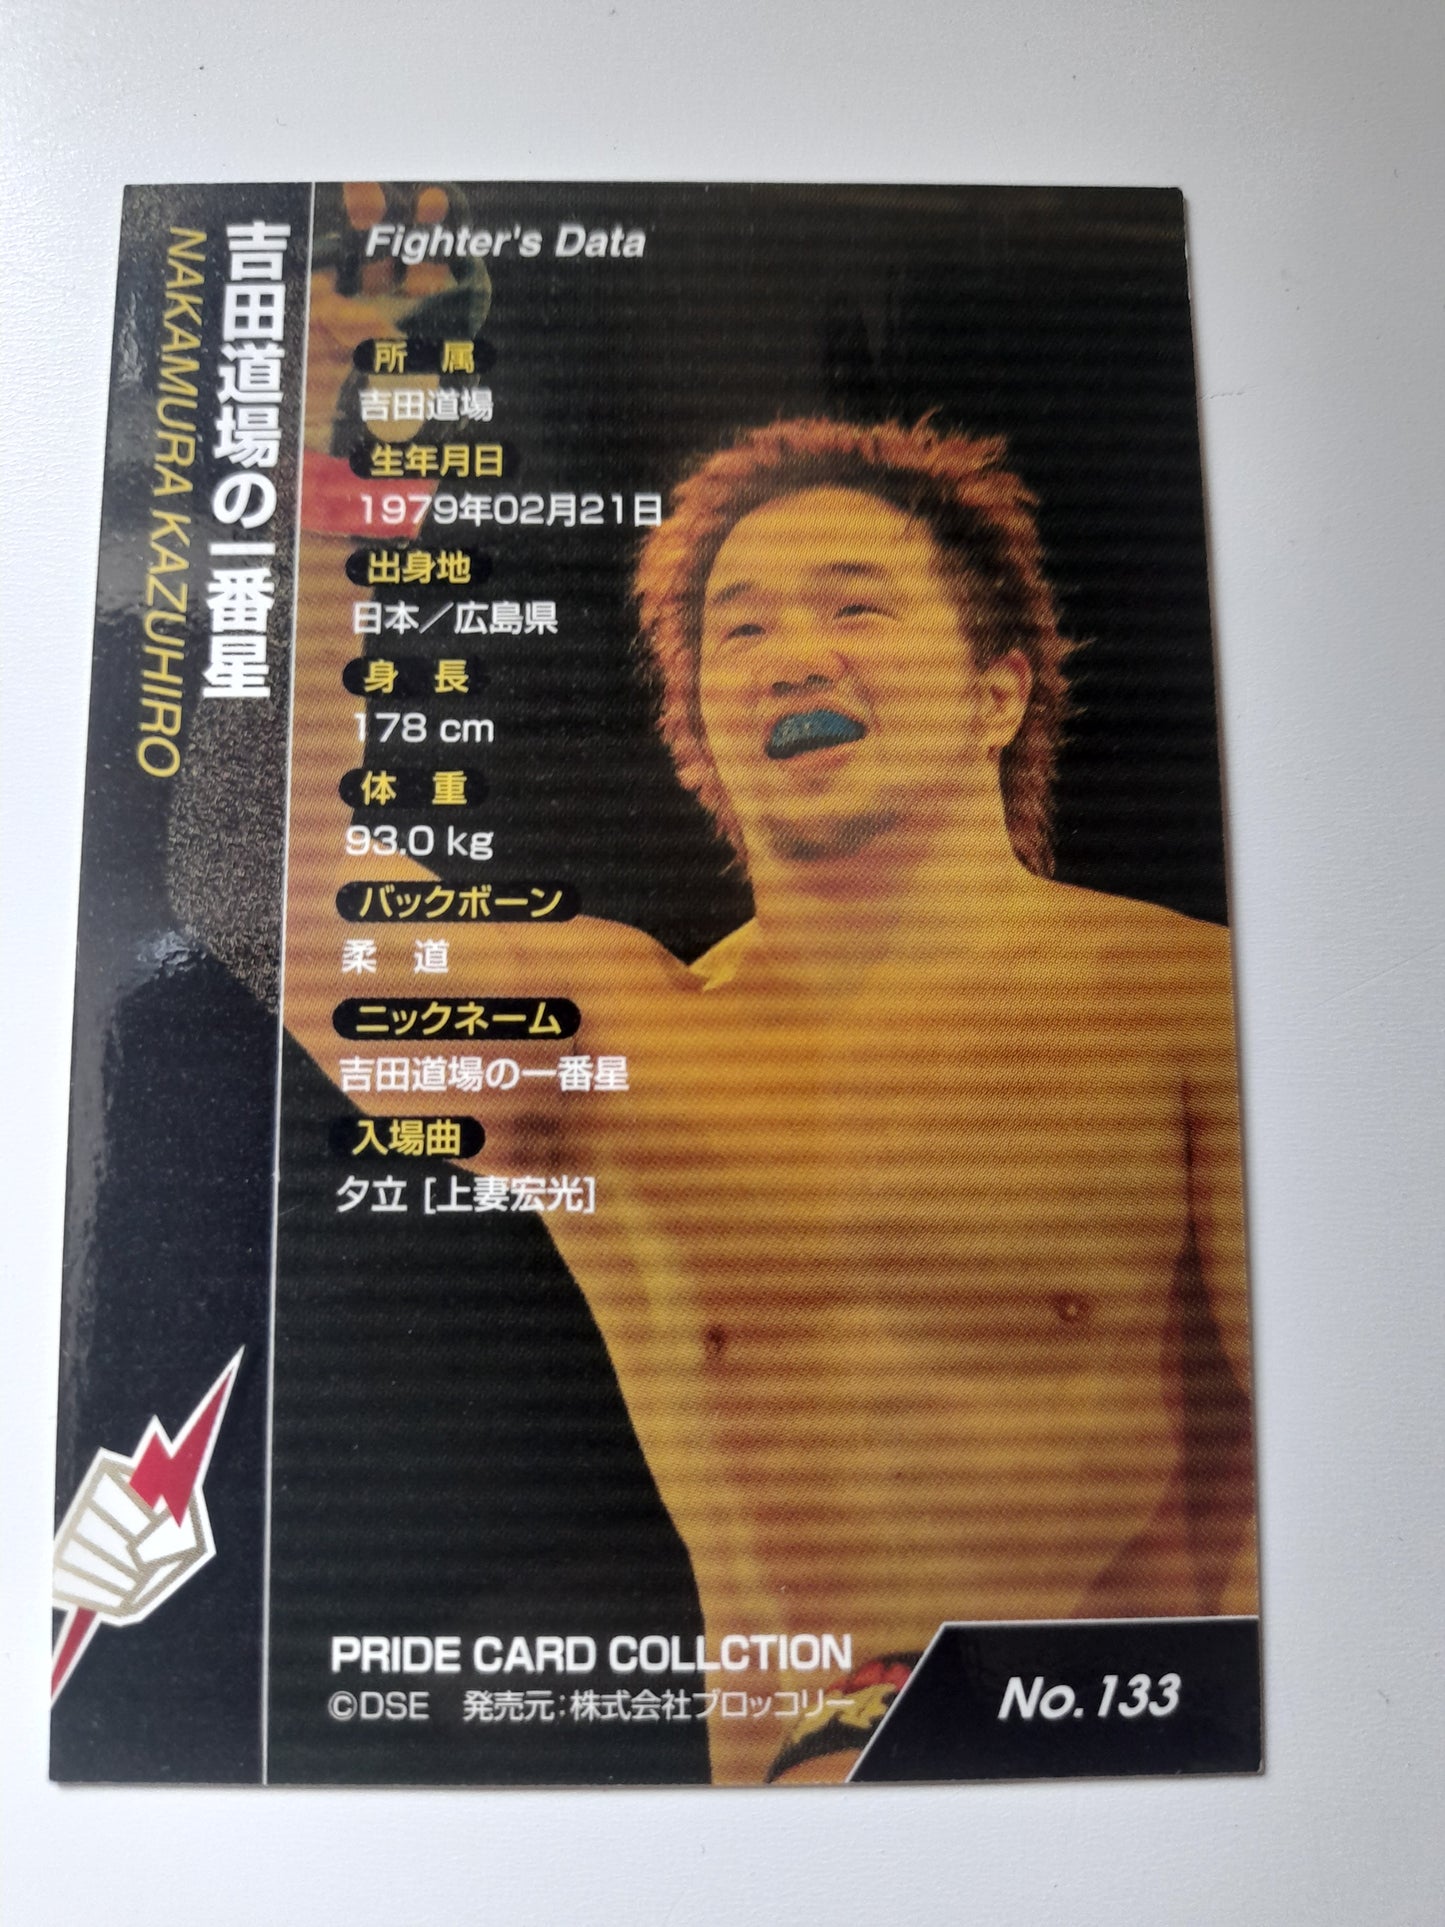 吉田道場の一番星
NAKAMURA KAZUHIRO
Fighter's Data
所 属
吉田道場
生年月日
1979年02月21日
出身地
日本／広島県
身 長
178 cm
体 重
93.0 kg
バックボーン
柔 道
ニックネーム
吉田道場の一番星
入場曲
夕立 [上妻宏光]
PRIDE CARD COLLCTION
©DSE 発売元:株式会社ブロッコリー
No. 133